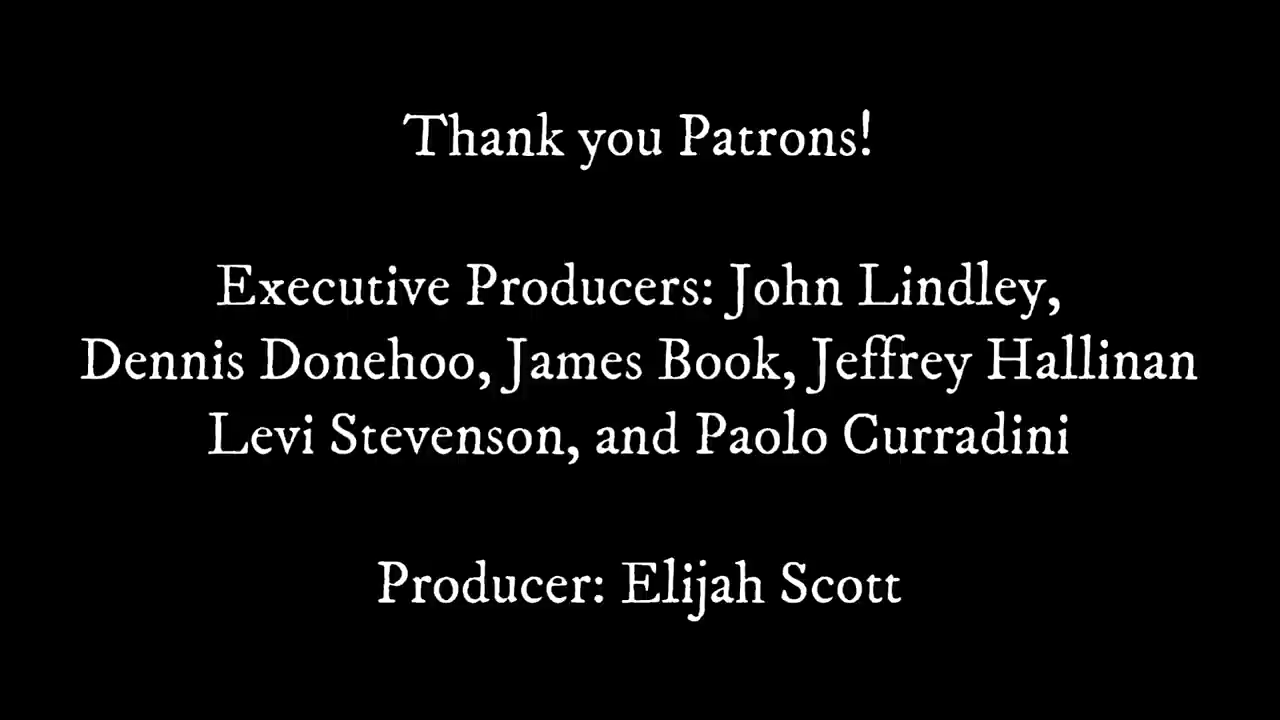 Thank you Patrons!
Executive Producers: John Lindley,
Dennis Donehoo, James Book, Jeffrey Hallinan
Levi Stevenson, and Paolo Curradini
Producer: Elijah Scott